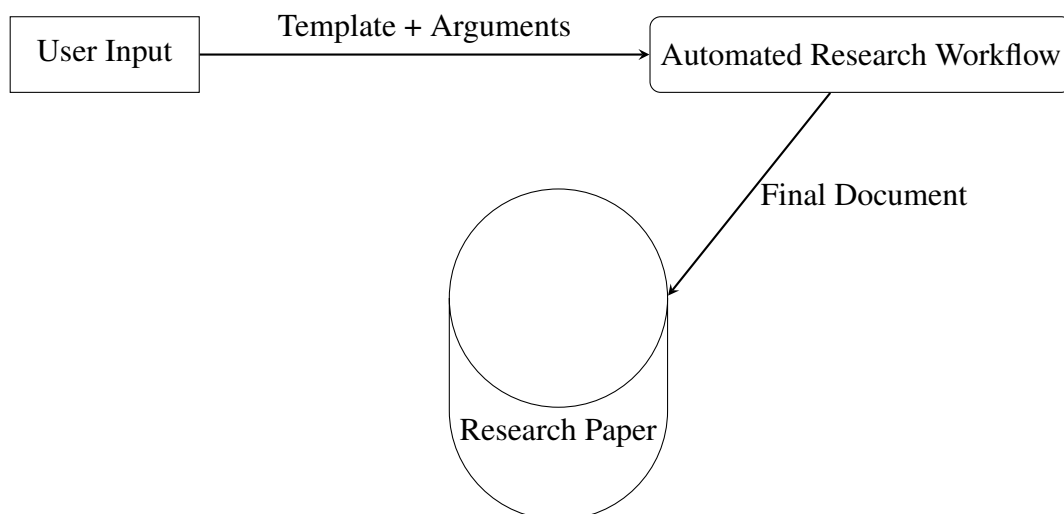 User Input
Template + Arguments
Automated Research Workflow
Final Document
Research Paper